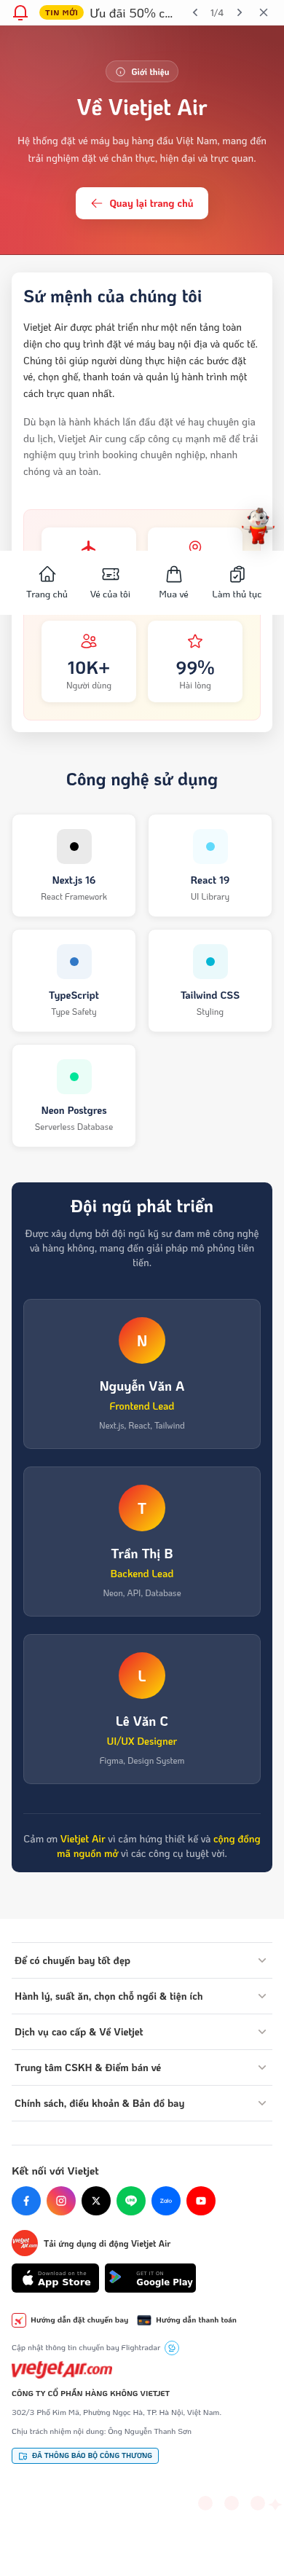 TIN MỚI Ưu đãi 50% c... 1/4
Giới thiệu
Về Vietjet Air
Hệ thống đặt vé máy bay hàng đầu Việt Nam, mang đến
trải nghiệm đặt vé chân thực, hiện đại và trực quan.
Quay lại trang chủ
Sứ mệnh của chúng tôi
Vietjet Air được phát triển như một nền tảng toàn
diện cho quy trình đặt vé máy bay nội địa và quốc tế.
Chúng tôi giúp người dùng thực hiện các bước đặt
vé, chọn ghế, thanh toán và quản lý hành trình một
cách trực quan nhất.
Dù bạn là hành khách lần đầu đặt vé hay chuyên gia
du lịch, Vietjet Air cung cấp công cụ mạnh mẽ để trải
nghiệm quy trình booking chuyên nghiệp, nhanh
chóng và an toàn.
Trang chủ
Vé của tôi
Mua vé
Làm thủ tục
10K+
Người dùng
99%
Hài lòng
Công nghệ sử dụng
Next.js 16
React Framework
React 19
UI Library
TypeScript
Type Safety
Tailwind CSS
Styling
Neon Postgres
Serverless Database
Đội ngũ phát triển
Được xây dựng bởi đội ngũ kỹ sư đam mê công nghệ
và hàng không, mang đến giải pháp mô phỏng tiên
tiến.
N
Nguyễn Văn A
Frontend Lead
Next.js, React, Tailwind
T
Trần Thị B
Backend Lead
Neon, API, Database
L
Lê Văn C
UI/UX Designer
Figma, Design System
Cảm ơn Vietjet Air vì cảm hứng thiết kế và cộng đồng
mã nguồn mở vì các công cụ tuyệt vời.
Để có chuyến bay tốt đẹp
Hành lý, suất ăn, chọn chỗ ngồi & tiện ích
Dịch vụ cao cấp & Về Vietjet
Trung tâm CSKH & Điểm bán vé
Chính sách, điều khoản & Bản đồ bay
Kết nối với Vietjet
Zalo
Tải ứng dụng di động Vietjet Air
Download on the
App Store
GET IT ON
Google Play
Hướng dẫn đặt chuyến bay
Hướng dẫn thanh toán
Cập nhật thông tin chuyến bay Flightradar
vietjetAir.com
CÔNG TY CỔ PHẦN HÀNG KHÔNG VIETJET
302/3 Phố Kim Mã, Phường Ngọc Hà, TP. Hà Nội, Việt Nam.
Chịu trách nhiệm nội dung: Ông Nguyễn Thanh Sơn
ĐÃ THÔNG BÁO BỘ CÔNG THƯƠNG